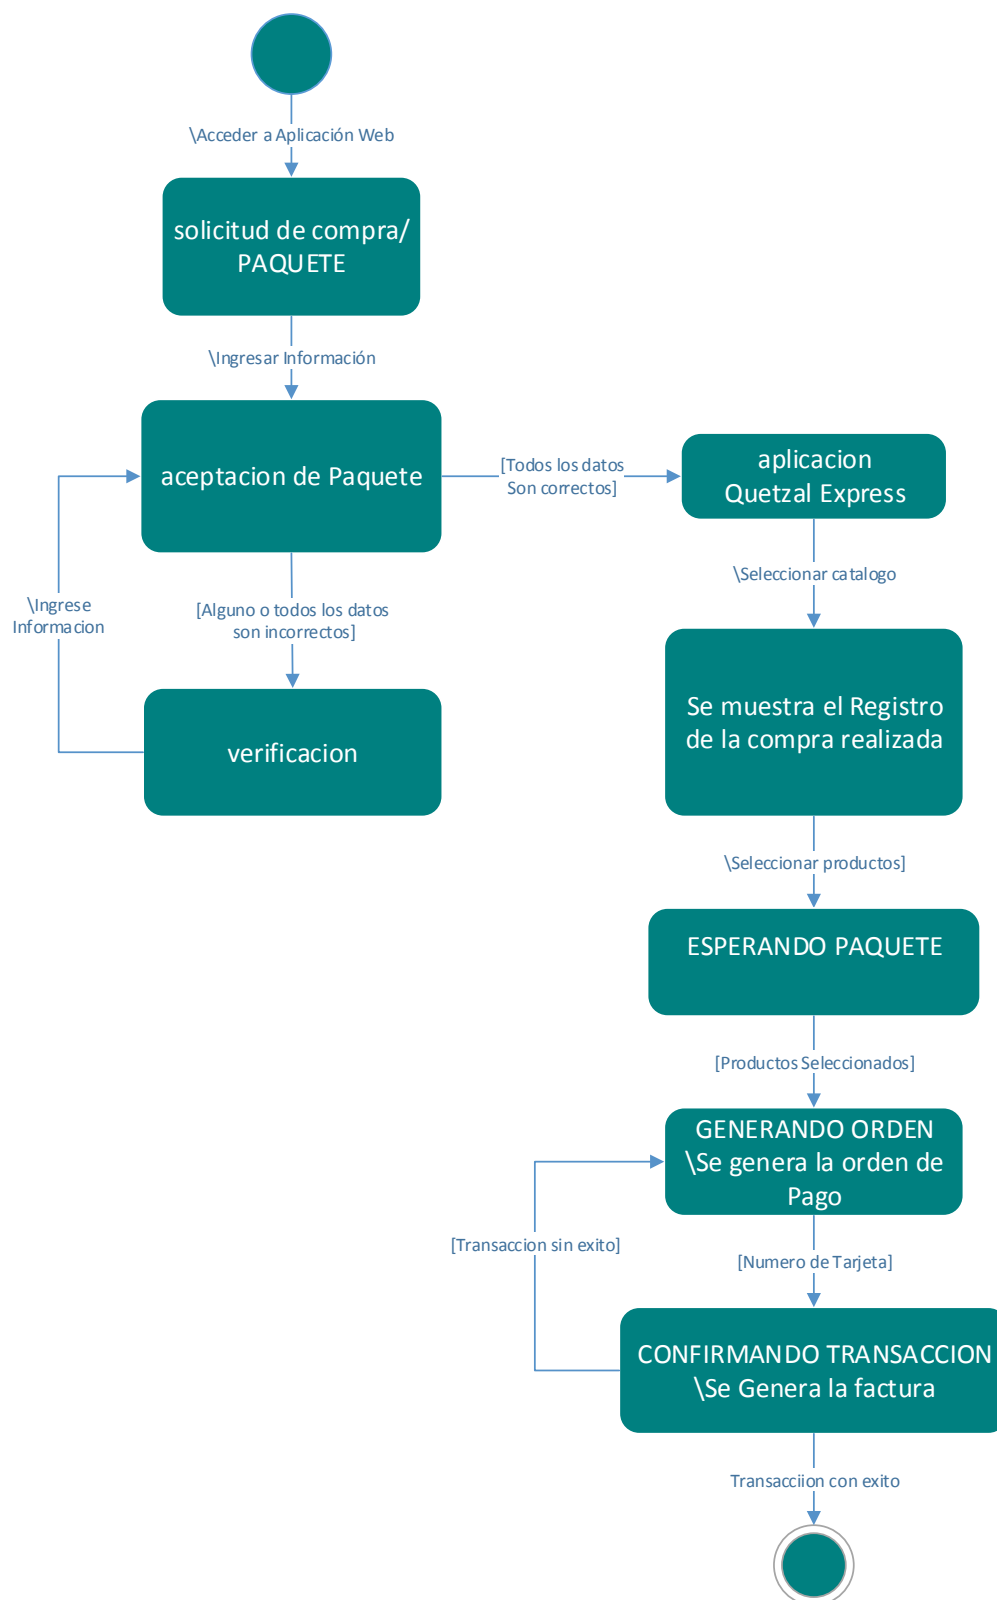 \Acceder a Aplicación Web
solicitud de compra/
PAQUETE
\Ingresar Información
aceptacion de Paquete
[Todos los datos
Son correctos]
aplicacion
Quetzal Express
\Ingrese
Informacion
[Alguno o todos los datos
son incorrectos]
verificacion
\Seleccionar catalogo
Se muestra el Registro
de la compra realizada
\Seleccionar productos]
ESPERANDO PAQUETE
[Productos Seleccionados]
GENERANDO ORDEN
\Se genera la orden de
Pago
[Transaccion sin exito]
[Numero de Tarjeta]
CONFIRMANDO TRANSACCION
\Se Genera la factura
Transacciion con exito